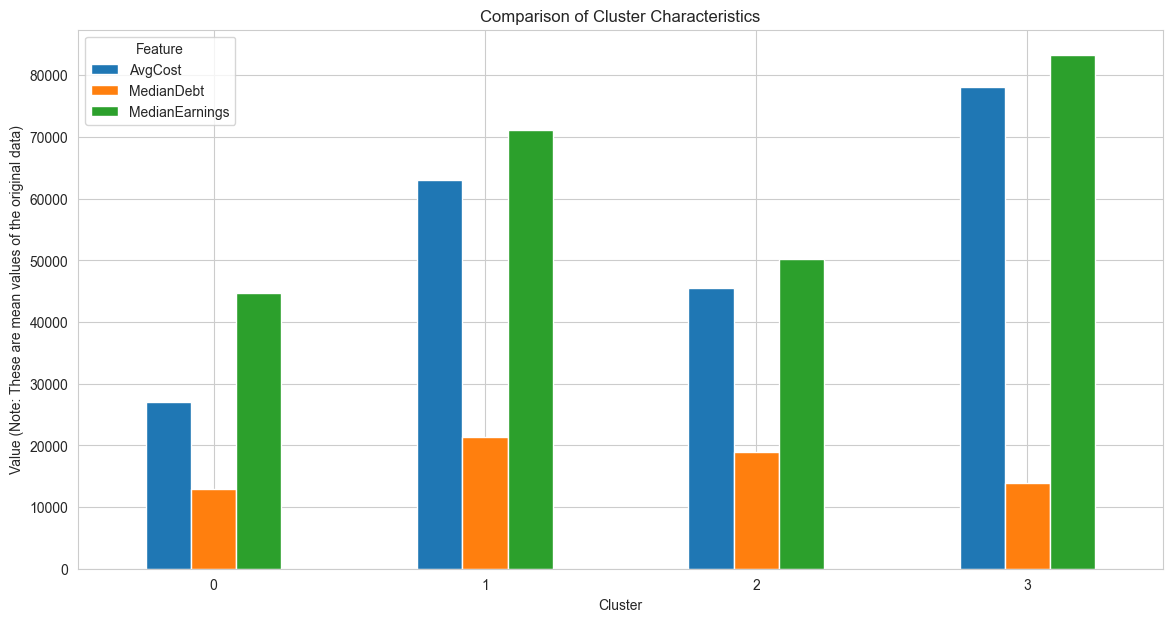 Comparison of Cluster Characteristics
Feature
AvgCost
MedianDebt
MedianEarnings
Value (Note: These are mean values of the original data)
80000
70000
60000
50000
40000
30000
20000
10000
0
0 1 2 3
Cluster